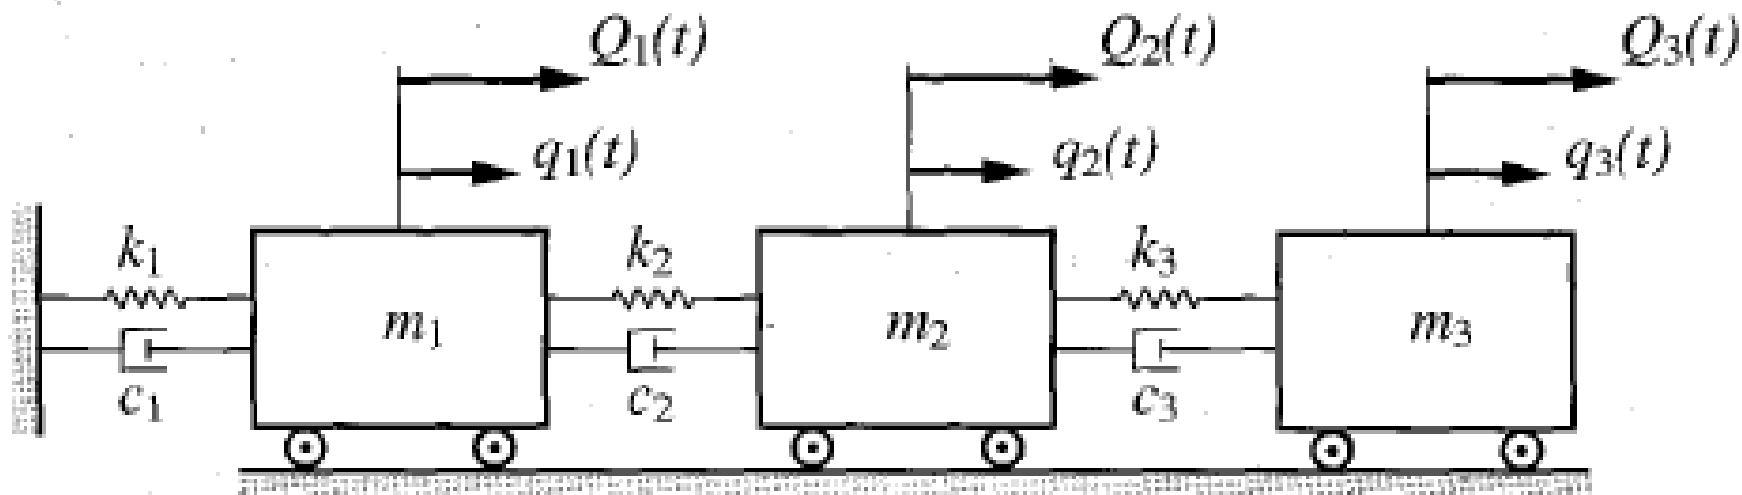 Q₁(t) Q₂(t) Q₃(t)
q₁(t) q₂(t) q₃(t)
k₁ k₂ k₃
m₁ m₂ m₃
c₁ c₂ c₃